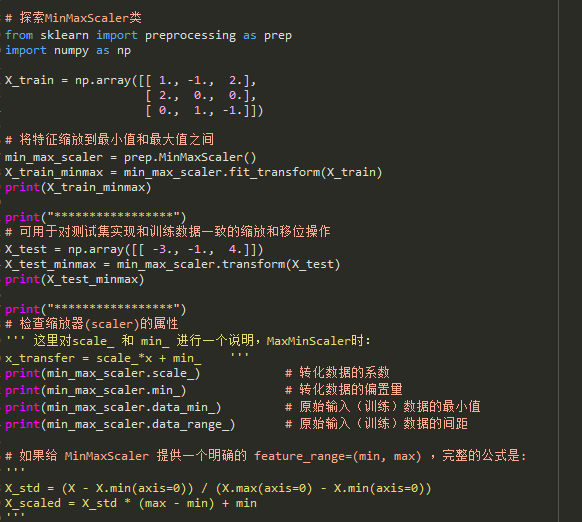 # 探索MinMaxScaler类
from sklearn import preprocessing as prep
import numpy as np
X_train = np.array([[ 1., -1., 2.],
[ 2., 0., 0.],
[ 0., 1., -1.]])
# 将特征缩放到最小值和最大值之间
min_max_scaler = prep.MinMaxScaler()
X_train_minmax = min_max_scaler.fit_transform(X_train)
print(X_train_minmax)
print("*****************")
# 可用于对测试集实现和训练数据一致的缩放和移位操作
X_test = np.array([[ -3., -1., 4.]])
X_test_minmax = min_max_scaler.transform(X_test)
print(X_test_minmax)
print("*****************")
# 检查缩放器(scaler)的属性
''' 这里对scale_ 和 min_ 进行一个说明，MaxMinScaler时：
x_transfer = scale_*x + min_ '''
print(min_max_scaler.scale_) # 转化数据的系数
print(min_max_scaler.min_) # 转化数据的偏置量
print(min_max_scaler.data_min_) # 原始输入（训练）数据的最小值
print(min_max_scaler.data_range_) # 原始输入（训练）数据的间距
# 如果给 MinMaxScaler 提供一个明确的 feature_range=(min, max) ，完整的公式是:
'''
X_std = (X - X.min(axis=0)) / (X.max(axis=0) - X.min(axis=0))
X_scaled = X_std * (max - min) + min
'''